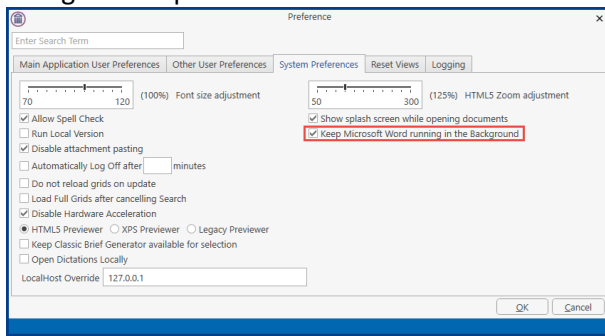 Preference
Enter Search Term
Main Application User Preferences Other User Preferences System Preferences Reset Views Logging
70 120 (100%) Font size adjustment
50 300 (125%) HTML5 Zoom adjustment
Allow Spell Check
Show splash screen while opening documents
Run Local Version
Keep Microsoft Word running in the Background
Disable attachment pasting
Automatically Log Off after minutes
Do not reload grids on update
Load Full Grids after cancelling Search
Disable Hardware Acceleration
HTML5 Previewer XPS Previewer Legacy Previewer
Keep Classic Brief Generator available for selection
Open Dictations Locally
LocalHost Override 127.0.0.1
OK Cancel